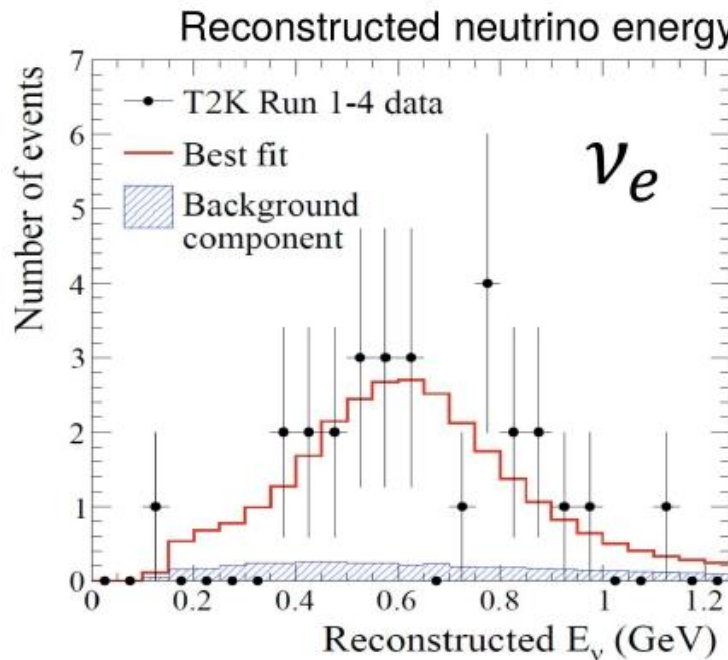 Reconstructed neutrino energy
7
6
5
4
3
2
1
0
Number of events
T2K Run 1-4 data
Best fit
Background
component
νₑ
0 0.2 0.4 0.6 0.8 1 1.2
Reconstructed Eᵥ (GeV)